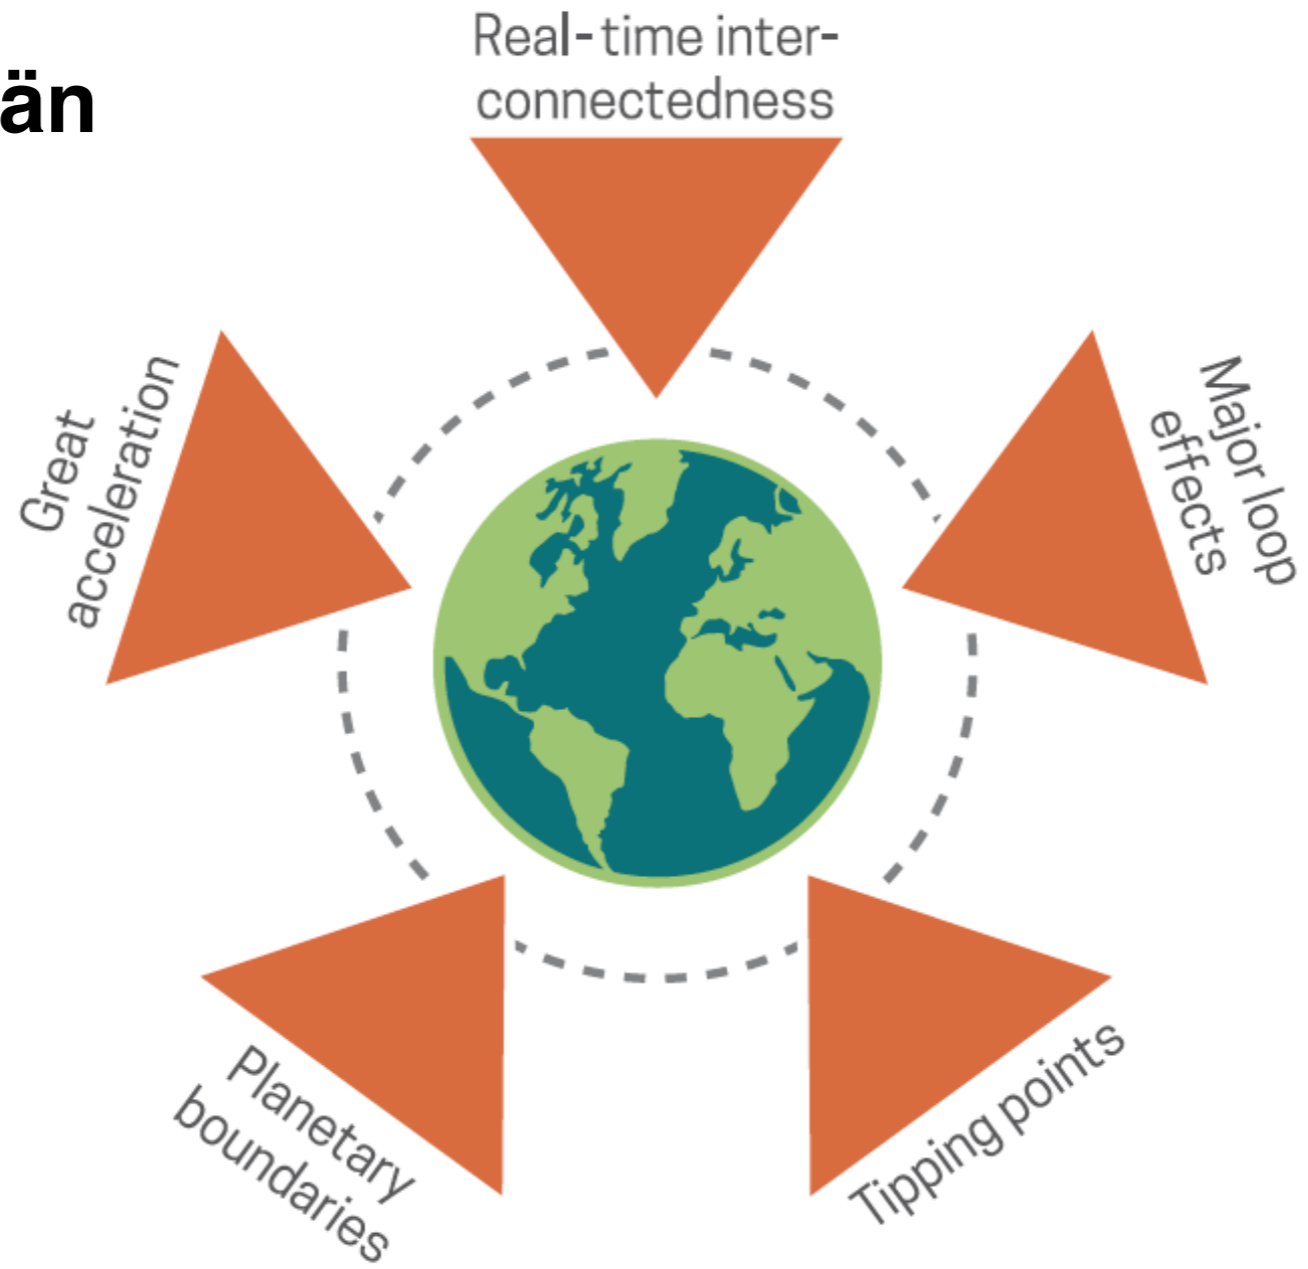 Real-time inter-
connectedness
än
Great
acceleration
Major loop
effects
Planetary
boundaries
Tipping points